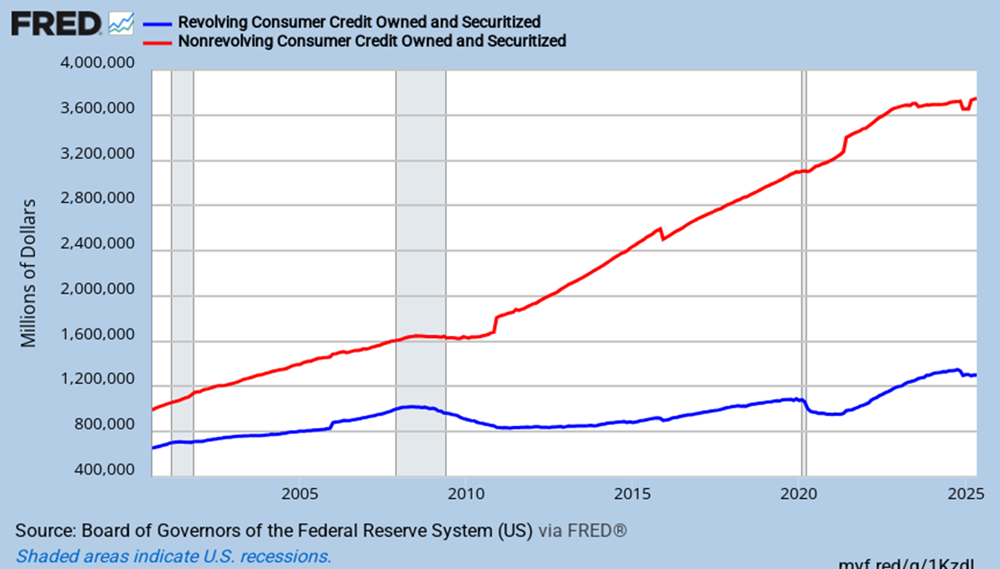 FRED
Revolving Consumer Credit Owned and Securitized
Nonrevolving Consumer Credit Owned and Securitized
4,000,000
3,600,000
3,200,000
2,800,000
2,400,000
2,000,000
1,600,000
1,200,000
800,000
400,000
Millions of Dollars
2005 2010 2015 2020 2025
Source: Board of Governors of the Federal Reserve System (US) via FRED®
Shaded areas indicate U.S. recessions.